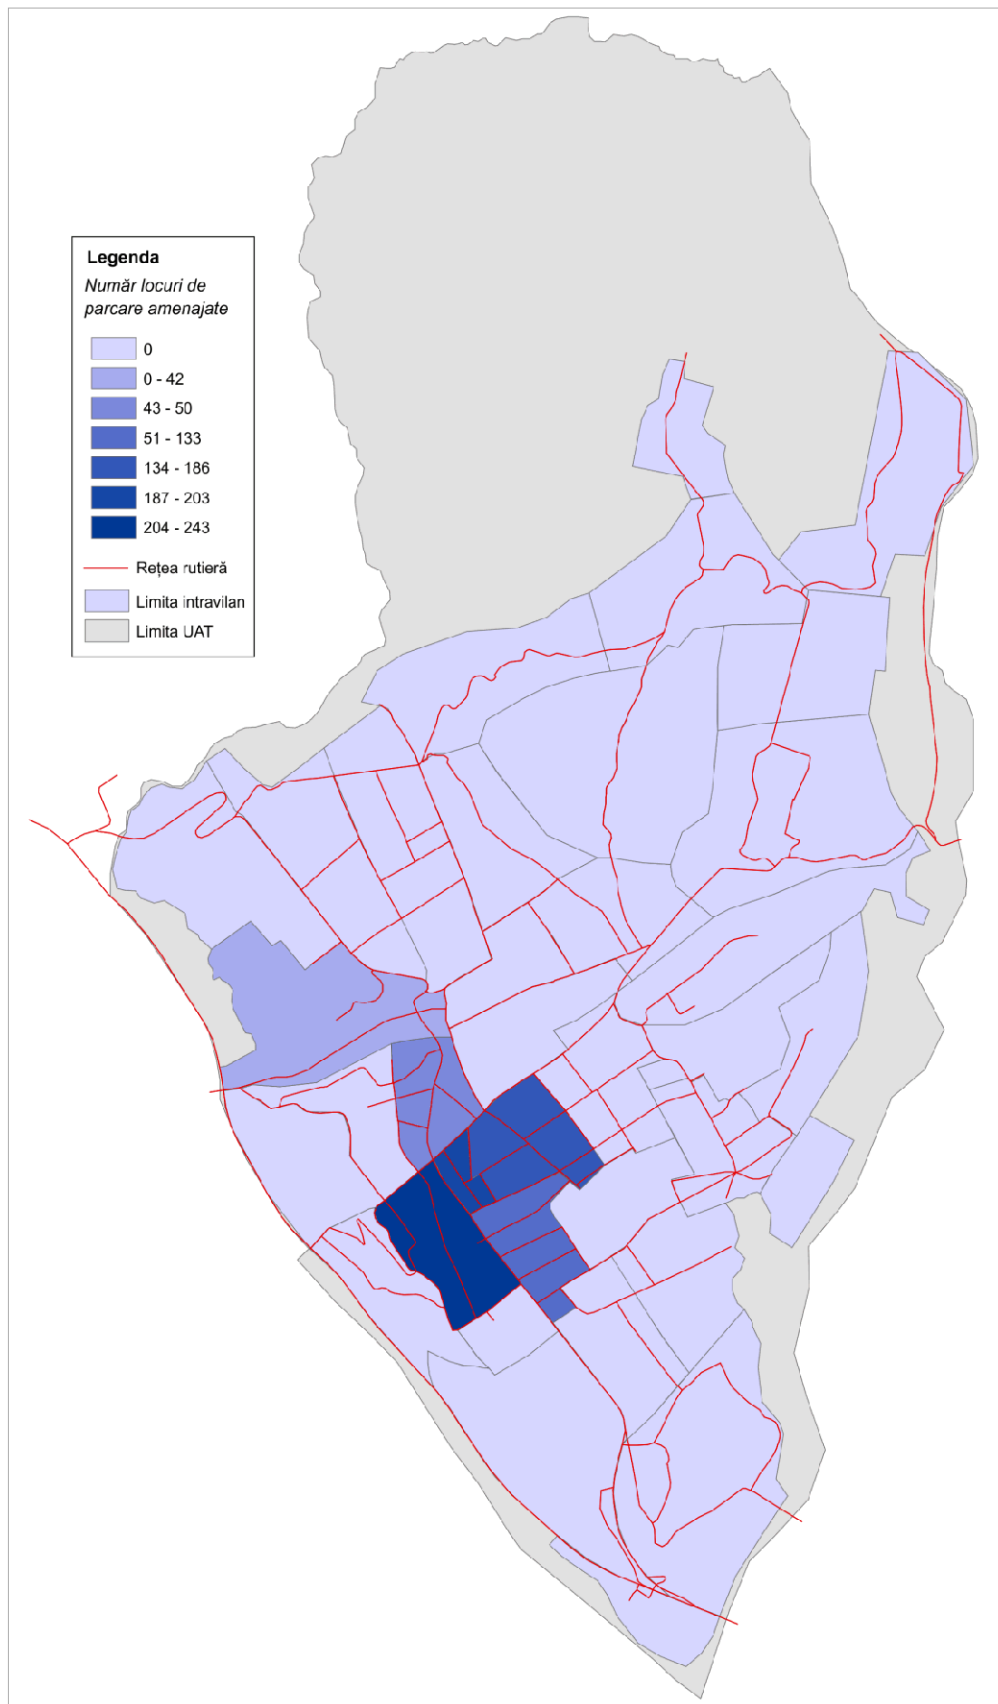 Legenda
Număr locuri de
parcare amenajate
0
0 - 42
43 - 50
51 - 133
134 - 186
187 - 203
204 - 243
Rețea rutieră
Limita intravilan
Limita UAT